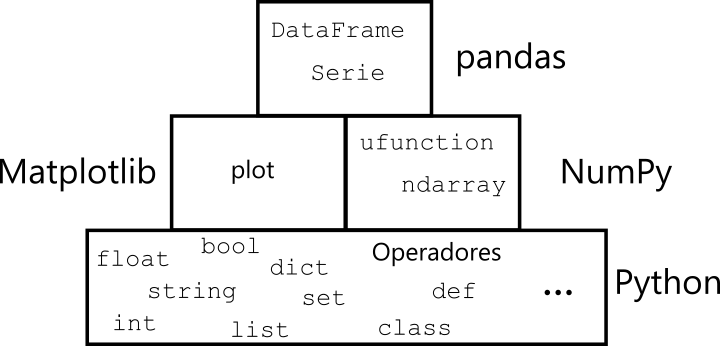 DataFrame
Serie
pandas
Matplotlib
plot
ufunction
ndarray
NumPy
float
bool
dict
Operadores
string
set
def
...
Python
int
list
class